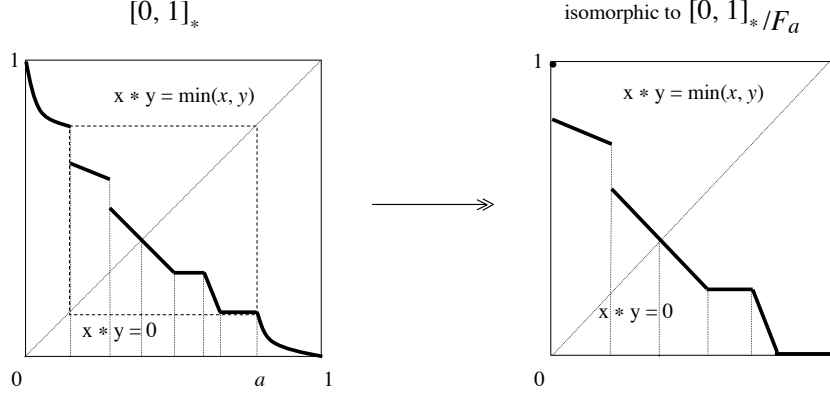 [0, 1]∗
1
x ∗ y = min(x, y)
x ∗ y = 0
0
a
1
isomorphic to [0, 1]∗/Fa
1
x ∗ y = min(x, y)
x ∗ y = 0
0